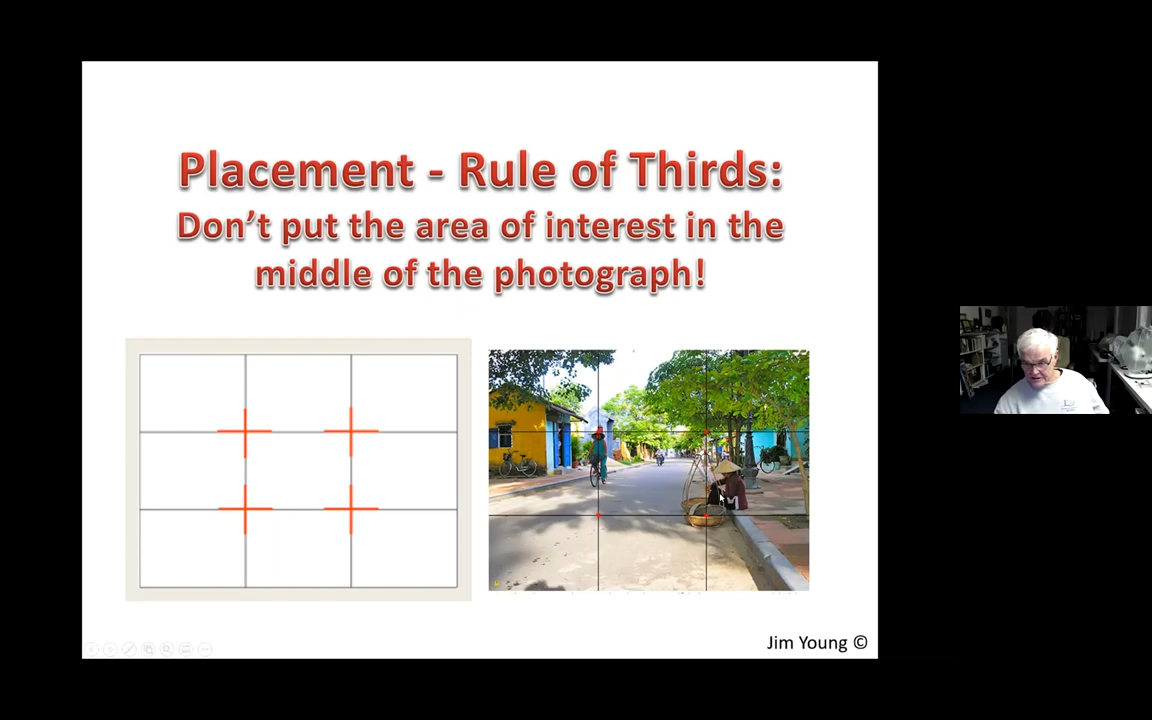 Placement - Rule of Thirds:
Don’t put the area of interest in the
middle of the photograph!
Jim Young ©